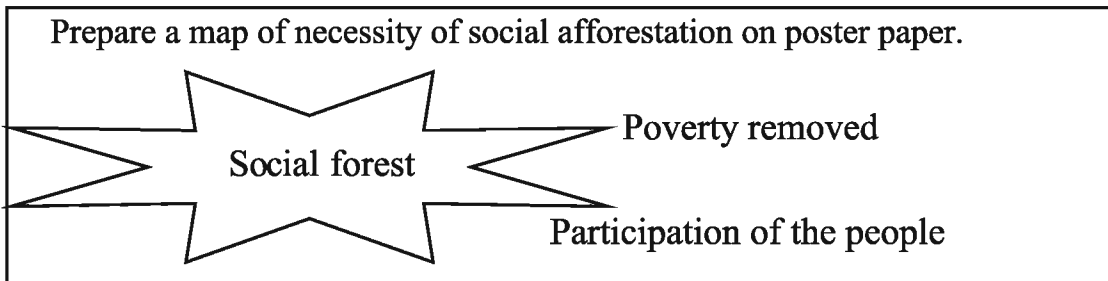 Prepare a map of necessity of social afforestation on poster paper.
Poverty removed
Social forest
Participation of the people